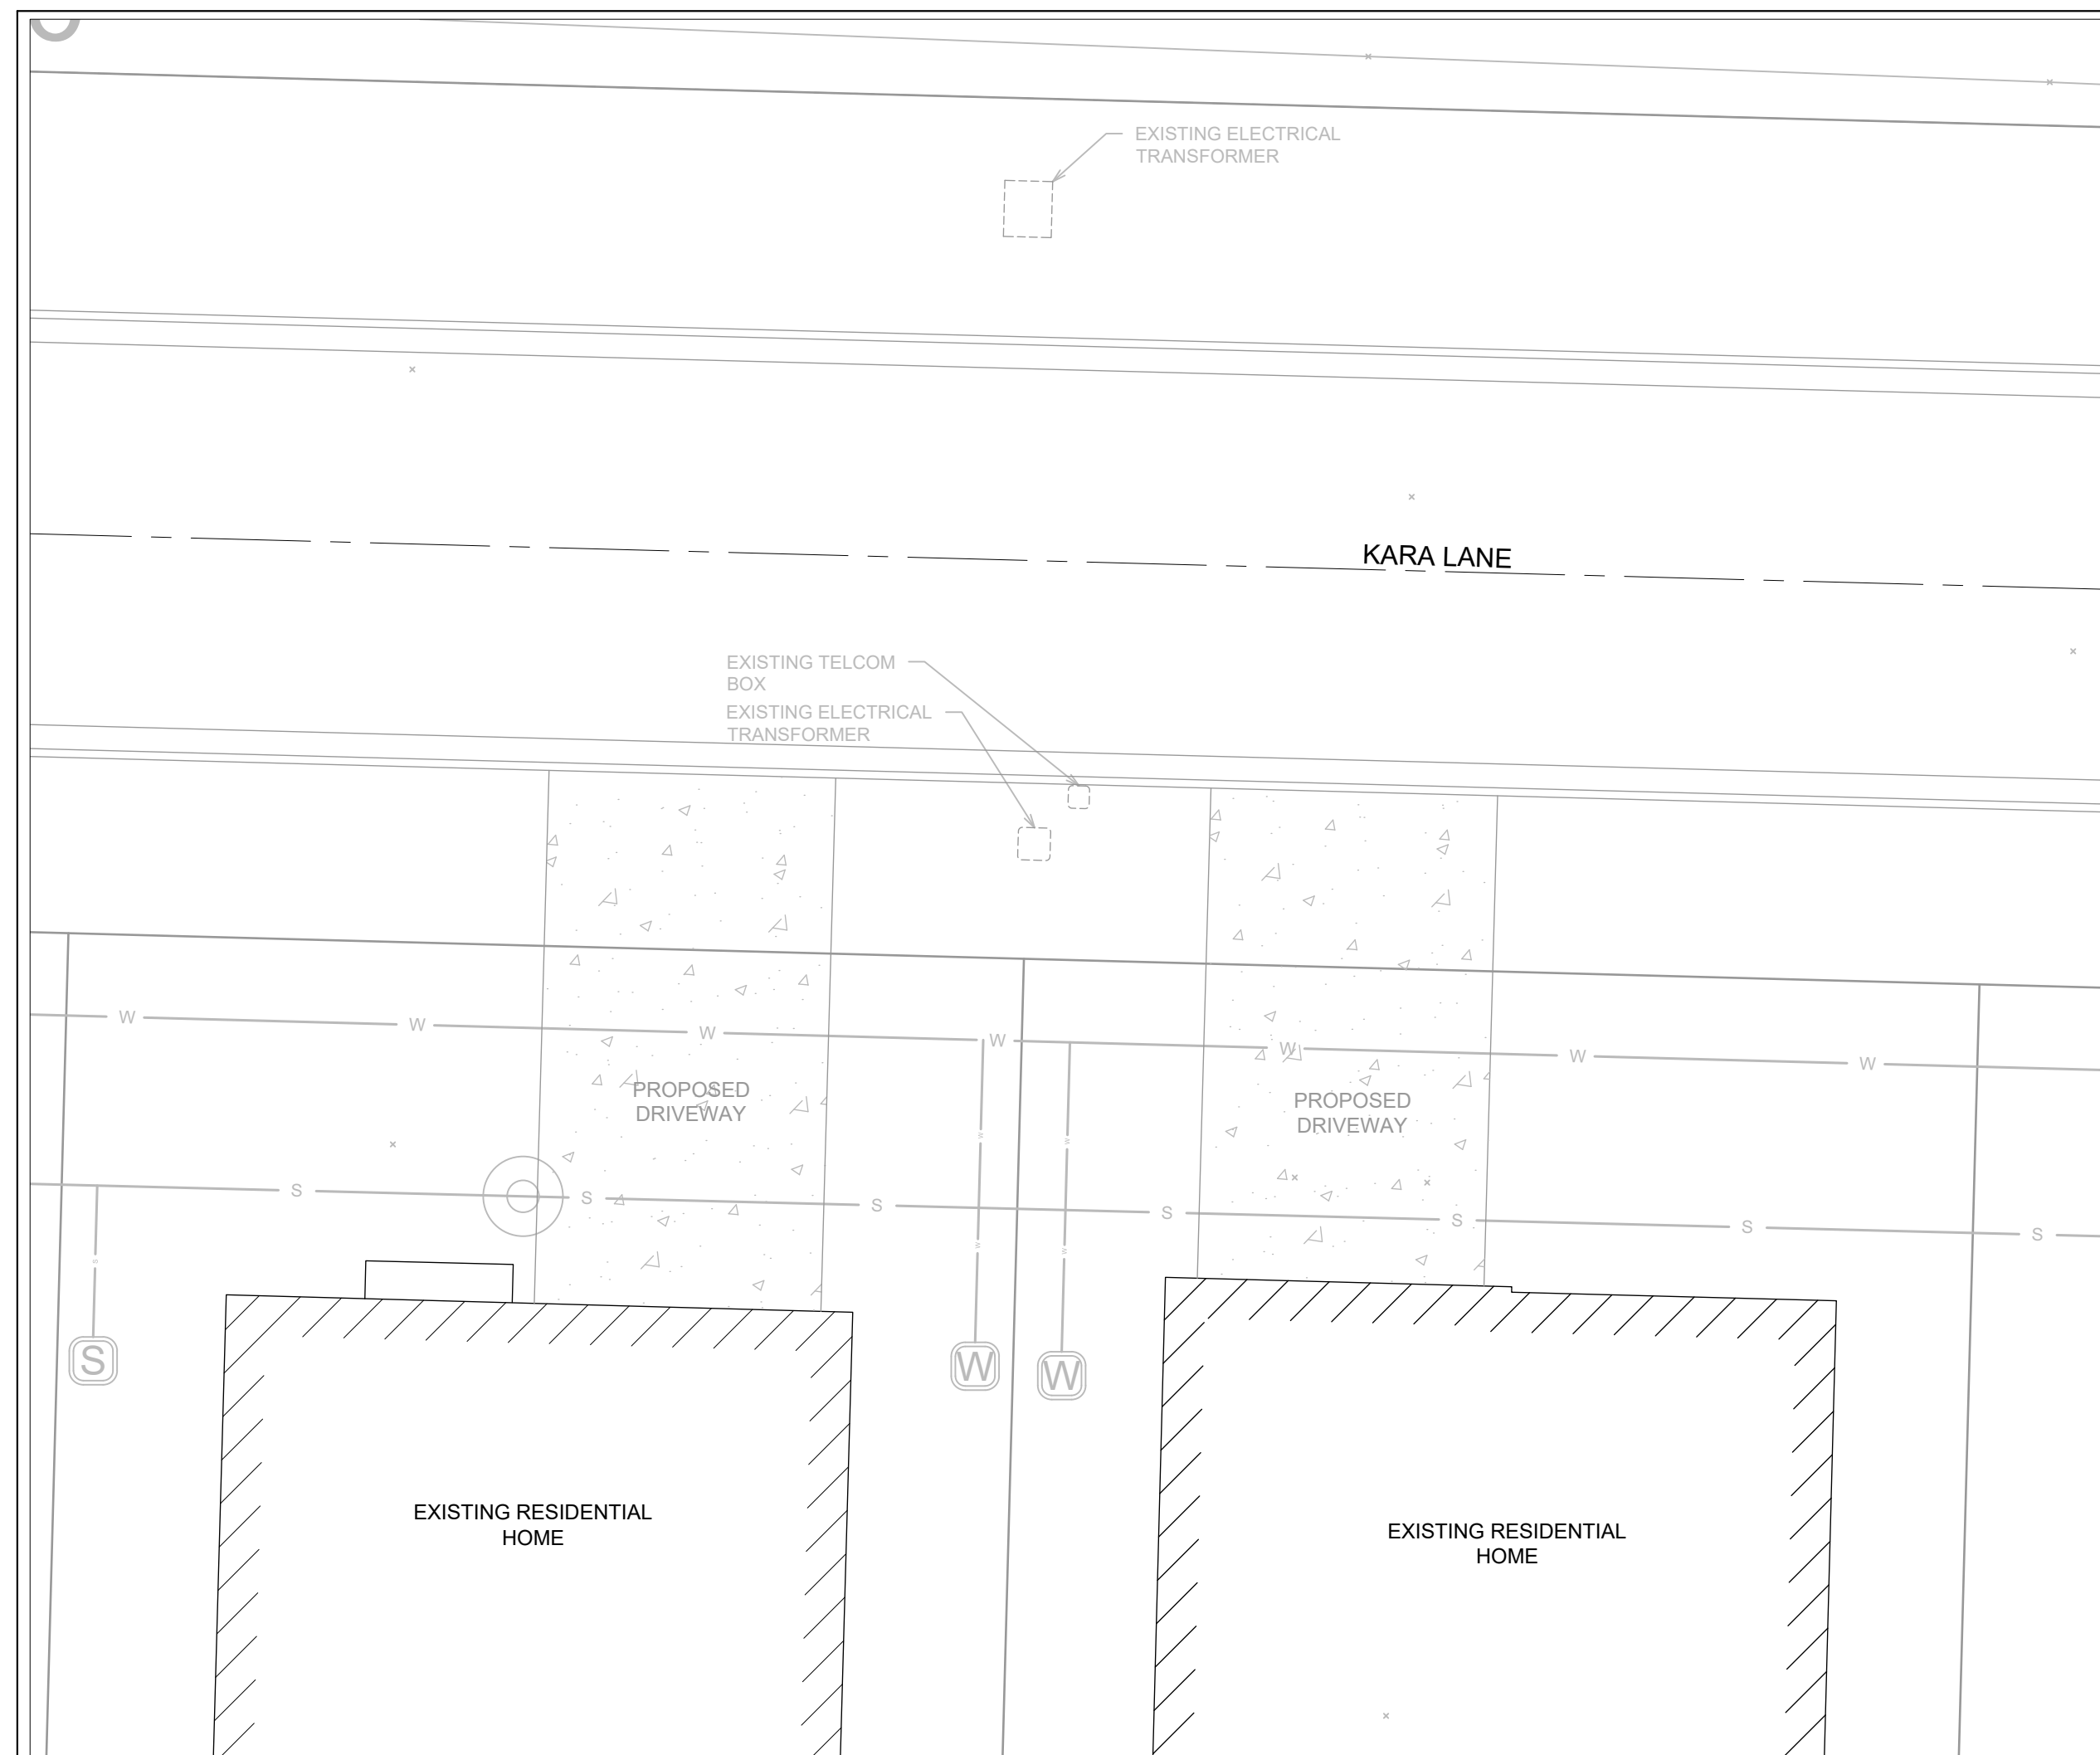 EXISTING ELECTRICAL
TRANSFORMER
KARA LANE
EXISTING TELCOM
BOX
EXISTING ELECTRICAL
TRANSFORMER
W W W W W W W
PROPOSED
DRIVEWAY
PROPOSED
DRIVEWAY
W W
S S S S S S S
W W
S
S W W
EXISTING RESIDENTIAL
HOME
EXISTING RESIDENTIAL
HOME